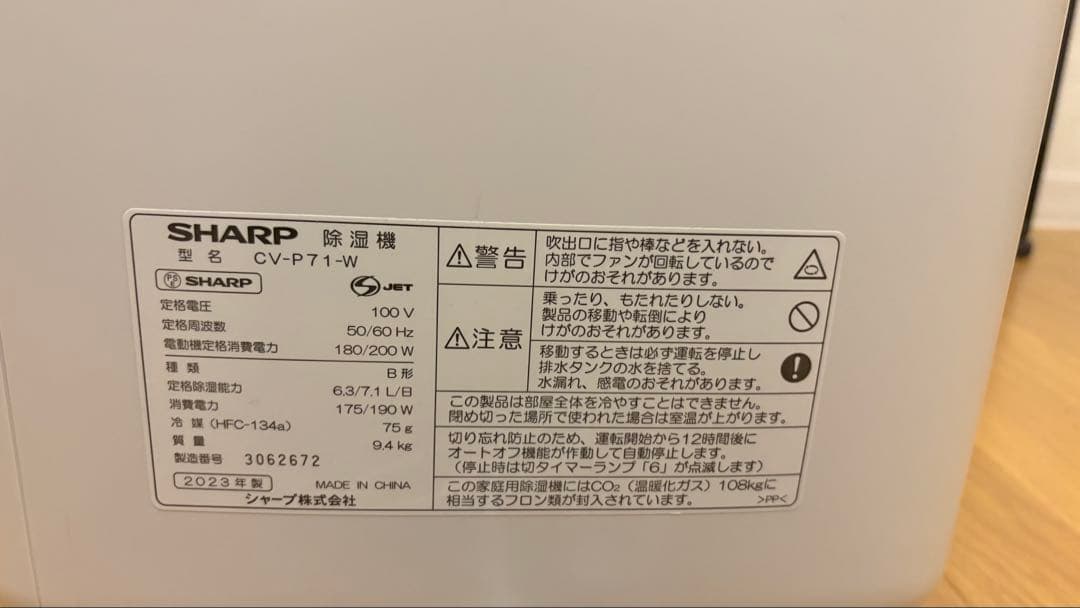 SHARP 除湿機
型名 CV-P71-W
PS E SHARP
S JET
定格電圧 100 V
定格周波数 50/60 Hz
電動機定格消費電力 180/200 W
種類 B形
定格除湿能力 6.3/7.1 L/日
消費電力 175/190 W
冷媒(HFC-134a) 75 g
質量 9.4 kg
製造番号 3062672
2023年製 MADE IN CHINA
シャープ株式会社
警告
吹出口に指や棒などを入れない。
内部でファンが回転しているので
けがのおそれがあります。
注意
乗ったり、もたれたりしない。
製品の移動や転倒により
けがのおそれがあります。
移動するときは必ず運転を停止し
排水タンクの水を捨てる。
水漏れ、感電のおそれがあります。
この製品は部屋全体を冷やすことはできません。
閉め切った場所で使われた場合は室温が上がります。
切り忘れ防止のため、運転開始から12時間後に
オートオフ機能が作動して自動停止します。
(停止時は切タイマーランプ「6」が点滅します)
この家庭用除湿機にはCO₂(温暖化ガス)108kgに
相当するフロン類が封入されています。
>PP<